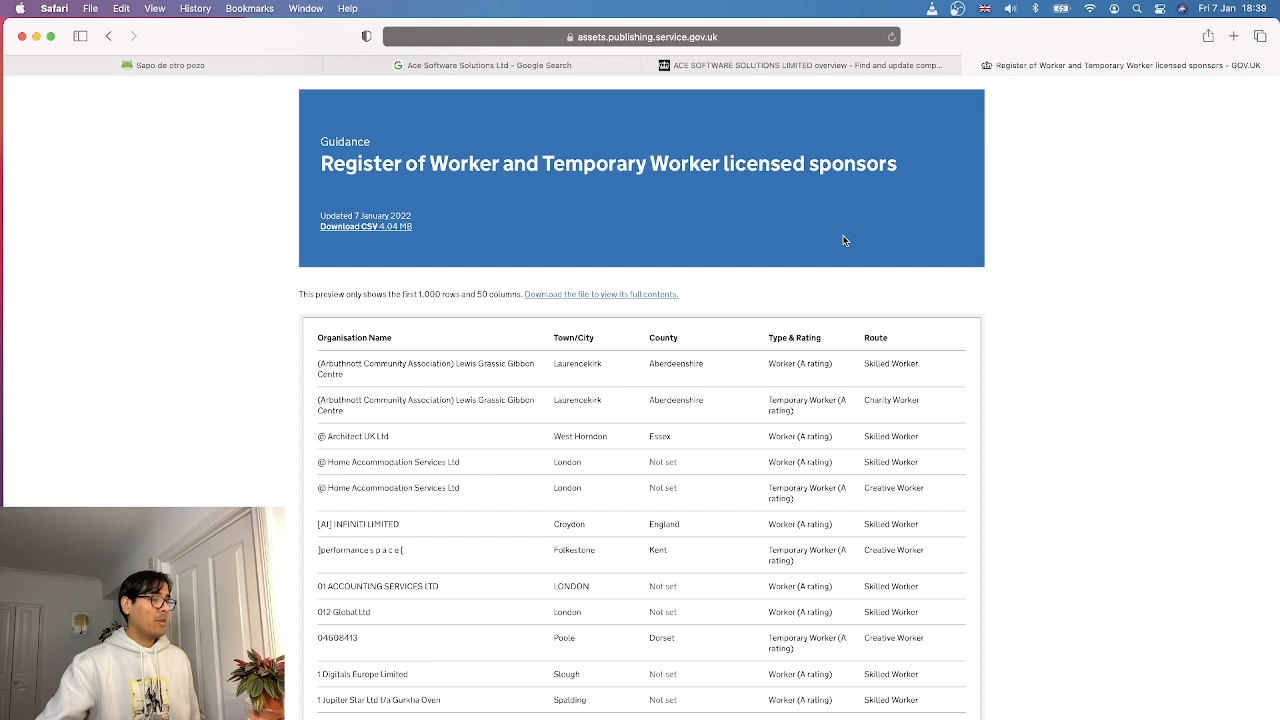 Safari File Edit View History Bookmarks Window Help Fri 7 Jan 18:39
assets.publishing.service.gov.uk
Sapo de otro pozo
Ace Software Solutions Ltd - Google Search
ACE SOFTWARE SOLUTIONS LIMITED overview - Find and update comp...
Register of Worker and Temporary Worker licensed sponsors - GOV.UK
Guidance
Register of Worker and Temporary Worker licensed sponsors
Updated 7 January 2022
Download CSV 4.04 MB
This preview only shows the first 1,000 rows and 50 columns. Download the file to view its full contents.
Organisation Name Town/City County Type & Rating Route
(Arbuthnott Community Association) Lewis Grassic Gibbon Laurencekirk Aberdeenshire Worker (A rating) Skilled Worker
Centre
(Arbuthnott Community Association) Lewis Grassic Gibbon Laurencekirk Aberdeenshire Temporary Worker (A Charity Worker
Centre rating)
@ Architect UK Ltd West Horndon Essex Worker (A rating) Skilled Worker
@ Home Accommodation Services Ltd London Not set Worker (A rating) Skilled Worker
@ Home Accommodation Services Ltd London Not set Temporary Worker (A Creative Worker
rating)
[AI] INFINITI LIMITED Croydon England Worker (A rating) Skilled Worker
]performance s p a c e [ Folkestone Kent Temporary Worker (A Creative Worker
rating)
01 ACCOUNTING SERVICES LTD LONDON Not set Worker (A rating) Skilled Worker
012 Global Ltd London Not set Worker (A rating) Skilled Worker
04608413 Poole Dorset Temporary Worker (A Creative Worker
rating)
1 Digitals Europe Limited Slough Not set Worker (A rating) Skilled Worker
1 Jupiter Star Ltd t/a Gurkha Oven Spalding Not set Worker (A rating) Skilled Worker